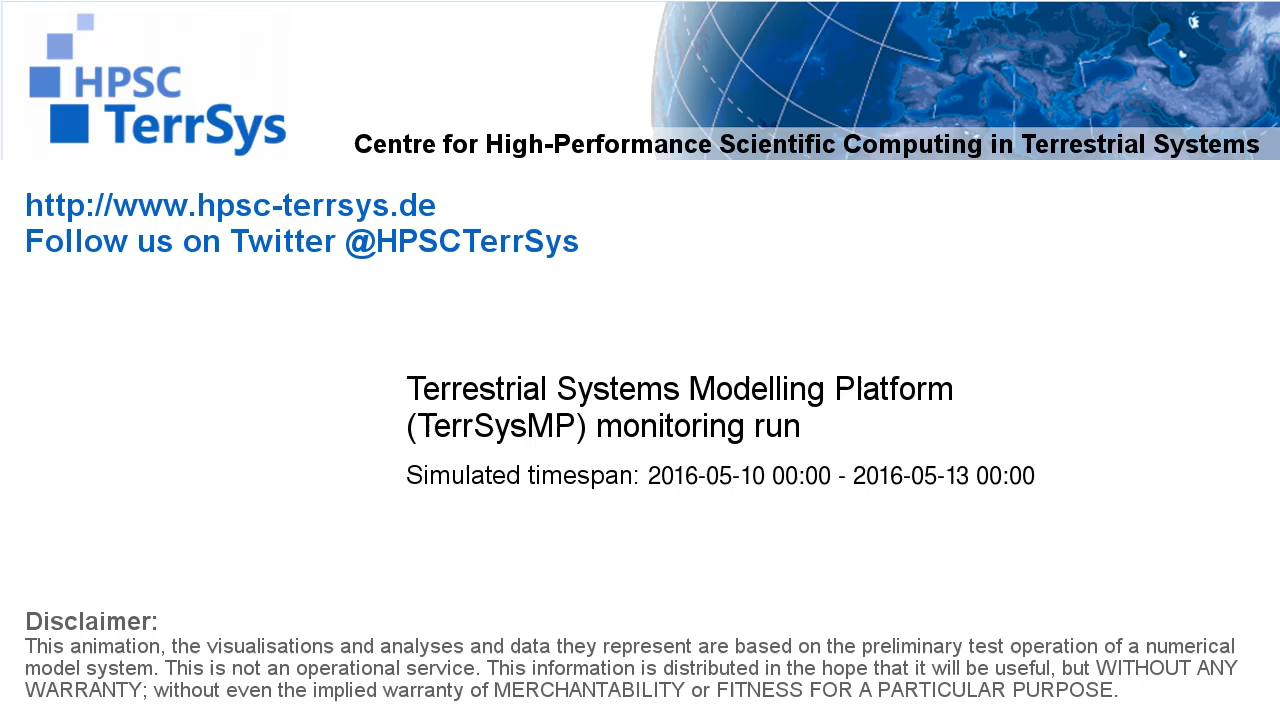 HPSC
TerrSys
Centre for High-Performance Scientific Computing in Terrestrial Systems
http://www.hpsc-terrsys.de
Follow us on Twitter @HPSCTerrSys
Terrestrial Systems Modelling Platform
(TerrSysMP) monitoring run
Simulated timespan: 2016-05-10 00:00 - 2016-05-13 00:00
Disclaimer:
This animation, the visualisations and analyses and data they represent are based on the preliminary test operation of a numerical
model system. This is not an operational service. This information is distributed in the hope that it will be useful, but WITHOUT ANY
WARRANTY; without even the implied warranty of MERCHANTABILITY or FITNESS FOR A PARTICULAR PURPOSE.